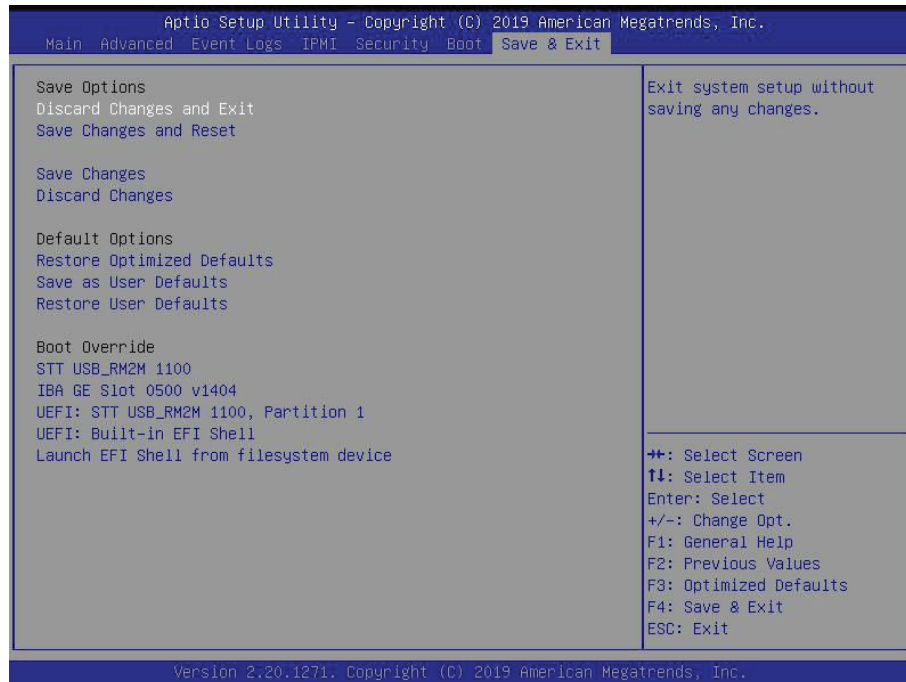 Aptio Setup Utility – Copyright (C) 2019 American Megatrends, Inc.
Main Advanced Event Logs IPMI Security Boot Save & Exit
Save Options
Discard Changes and Exit
Save Changes and Reset
Save Changes
Discard Changes
Default Options
Restore Optimized Defaults
Save as User Defaults
Restore User Defaults
Boot Override
STT USB_RM2M 1100
IBA GE Slot 0500 v1404
UEFI: STT USB_RM2M 1100, Partition 1
UEFI: Built-in EFI Shell
Launch EFI Shell from filesystem device
Exit system setup without
saving any changes.
→←: Select Screen
↑↓: Select Item
Enter: Select
+/-: Change Opt.
F1: General Help
F2: Previous Values
F3: Optimized Defaults
F4: Save & Exit
ESC: Exit
Version 2.20.1271. Copyright (C) 2019 American Megatrends, Inc.